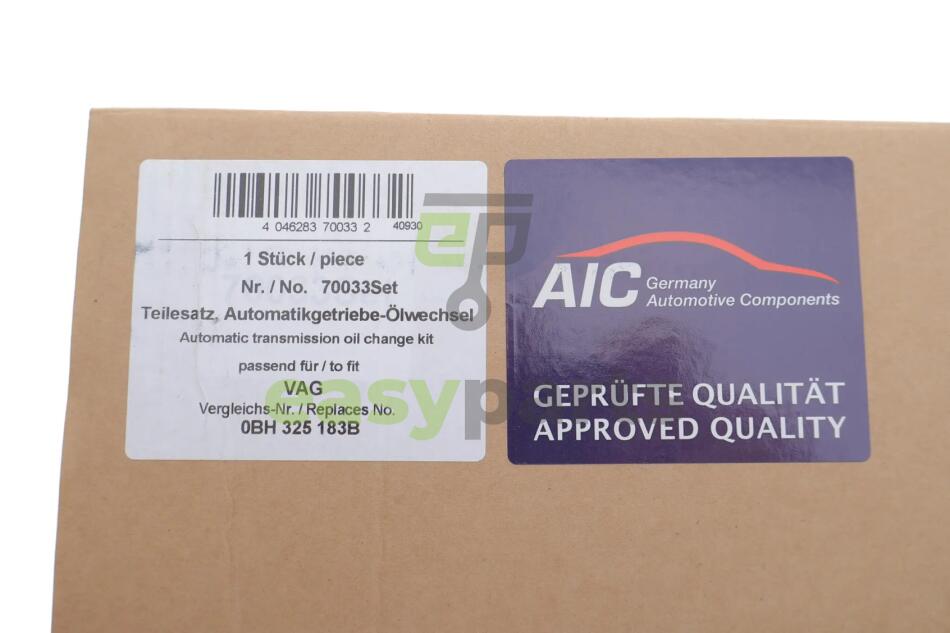 4 046283 70033 2 40930
1 Stück / piece
Nr. / No. 70033Set
Teilesatz, Automatikgetriebe-Ölwechsel
Automatic transmission oil change kit
passend für / to fit
VAG
Vergleichs-Nr. / Replaces No.
0BH 325 183B
AIC Germany
Automotive Components
GEPRÜFTE QUALITÄT
APPROVED QUALITY
ep